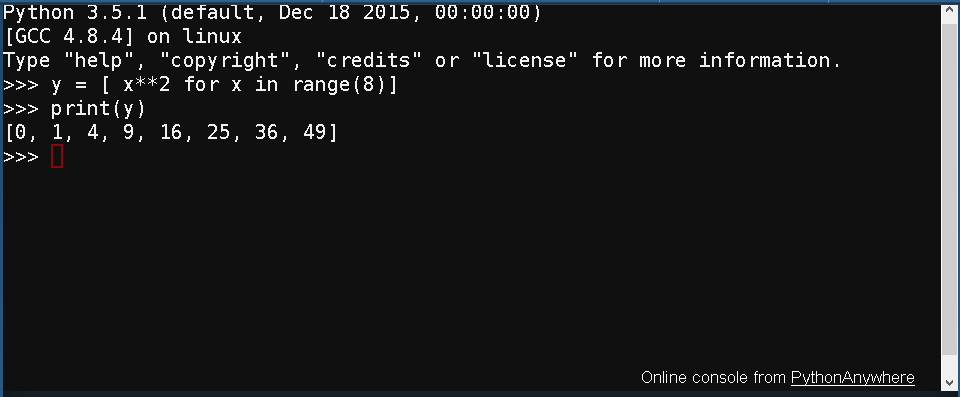 Python 3.5.1 (default, Dec 18 2015, 00:00:00)
[GCC 4.8.4] on linux
Type "help", "copyright", "credits" or "license" for more information.
>>> y = [ x**2 for x in range(8)]
>>> print(y)
[0, 1, 4, 9, 16, 25, 36, 49]
>>>
Online console from PythonAnywhere